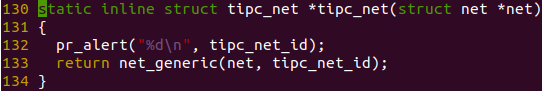 130 static inline struct tipc_net *tipc_net(struct net *net)
131 {
132   pr_alert("%d\n", tipc_net_id);
133   return net_generic(net, tipc_net_id);
134 }